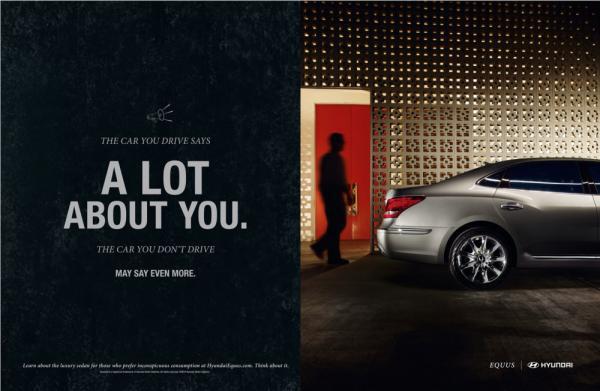 THE CAR YOU DRIVE SAYS
A LOT
ABOUT YOU.
THE CAR YOU DON'T DRIVE
MAY SAY EVEN MORE.
Learn about the luxury sedan for those who prefer inconspicuous consumption at HyundaiEquus.com. Think about it.
EQUUS | HYUNDAI